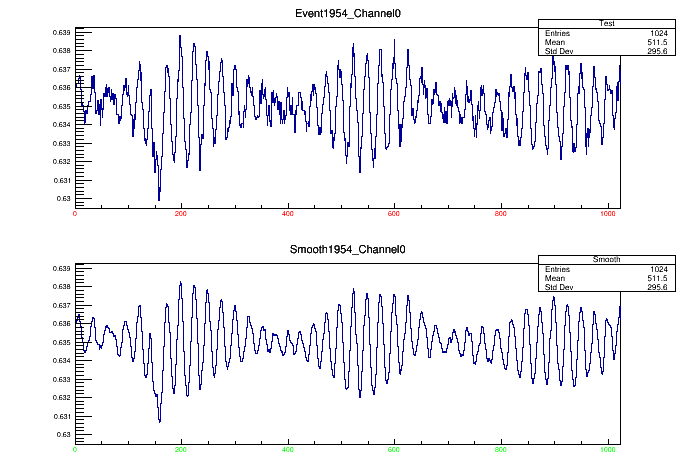 Event1954_Channel0
Test
Entries 1024
Mean 511.5
Std Dev 295.6
0.639
0.638
0.637
0.636
0.635
0.634
0.633
0.632
0.631
0.63
0 200 400 600 800 1000
Smooth1954_Channel0
Smooth
Entries 1024
Mean 511.5
Std Dev 295.6
0.639
0.638
0.637
0.636
0.635
0.634
0.633
0.632
0.631
0.63
0 200 400 600 800 1000